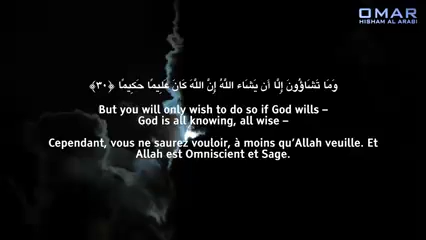 OMAR
HISHAM AL ARABI
وَمَا تَشَاؤُونَ إِلَّا أَن يَشَاء اللَّهُ إِنَّ اللَّهَ كَانَ عَلِيمًا حَكِيمًا ﴿٣٠﴾
But you will only wish to do so if God wills –
God is all knowing, all wise –
Cependant, vous ne saurez vouloir, à moins qu'Allah veuille. Et
Allah est Omniscient et Sage.